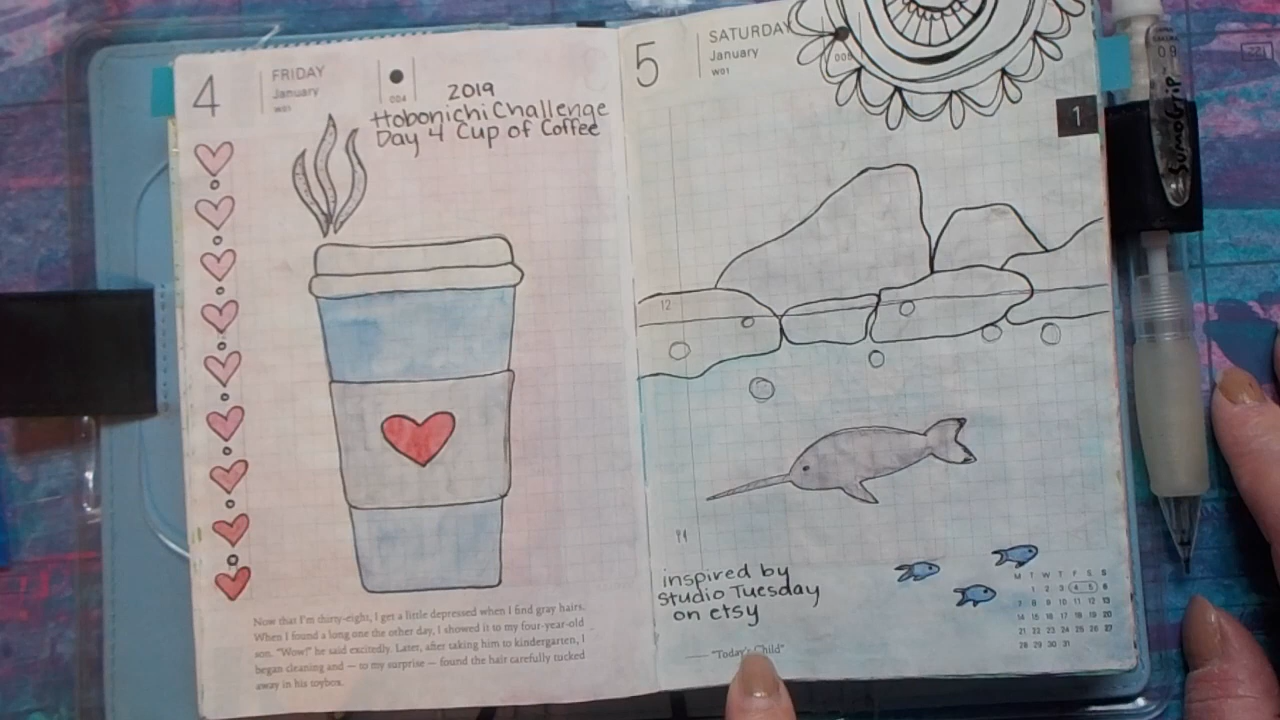 4
FRIDAY
January
W01
004
2019
Hobonichi Challenge
Day 4 Cup of Coffee
Now that I'm thirty-eight, I get a little depressed when I find gray hairs.
When I found a long one the other day, I showed it to my four-year-old
son. "Wow!" he said excitedly. Later, after taking him to kindergarten, I
began cleaning and — to my surprise — found the hair carefully tucked
away in his toybox.
5
SATURDAY
January
W01
005
1
12
inspired by
Studio Tuesday
on etsy
"Today's Child"
M T W T F S S
1 2 3 4 5 6
7 8 9 10 11 12 13
14 15 16 17 18 19 20
21 22 23 24 25 26 27
28 29 30 31
0.9
SumoGrip